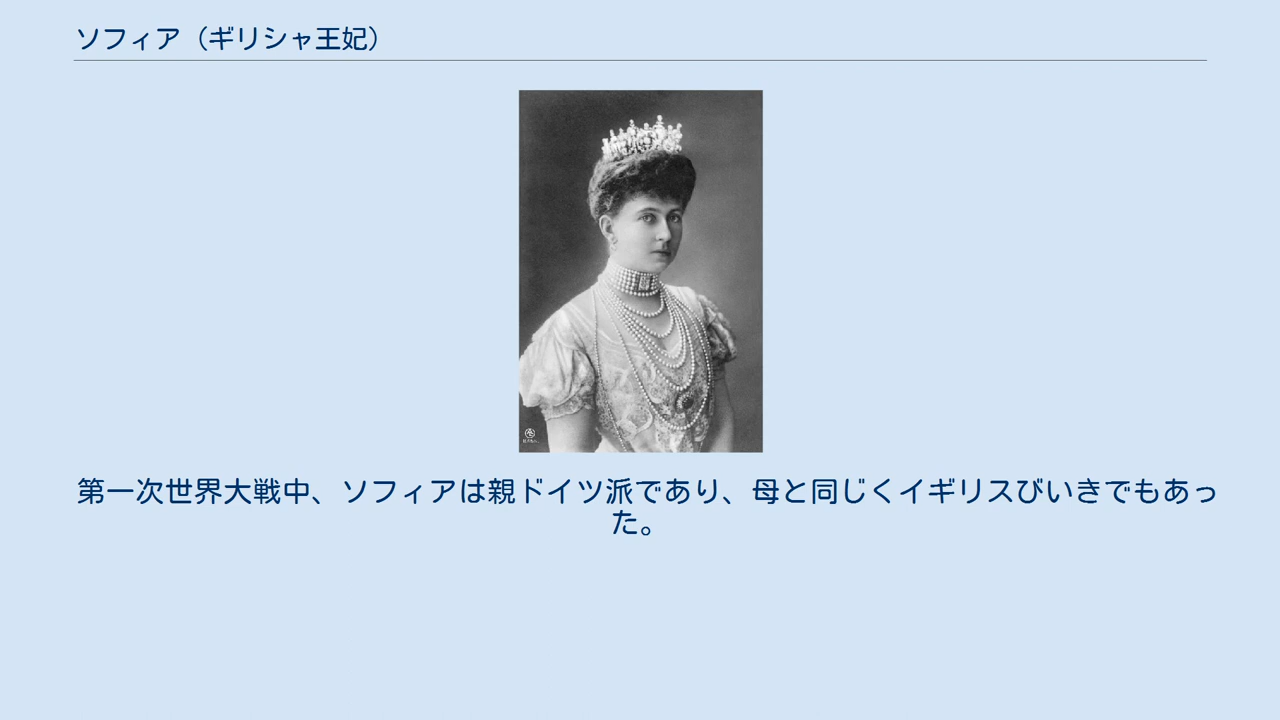 ソフィア（ギリシャ王妃）
第一次世界大戦中、ソフィアは親ドイツ派であり、母と同じくイギリスびいきでもあっ
た。